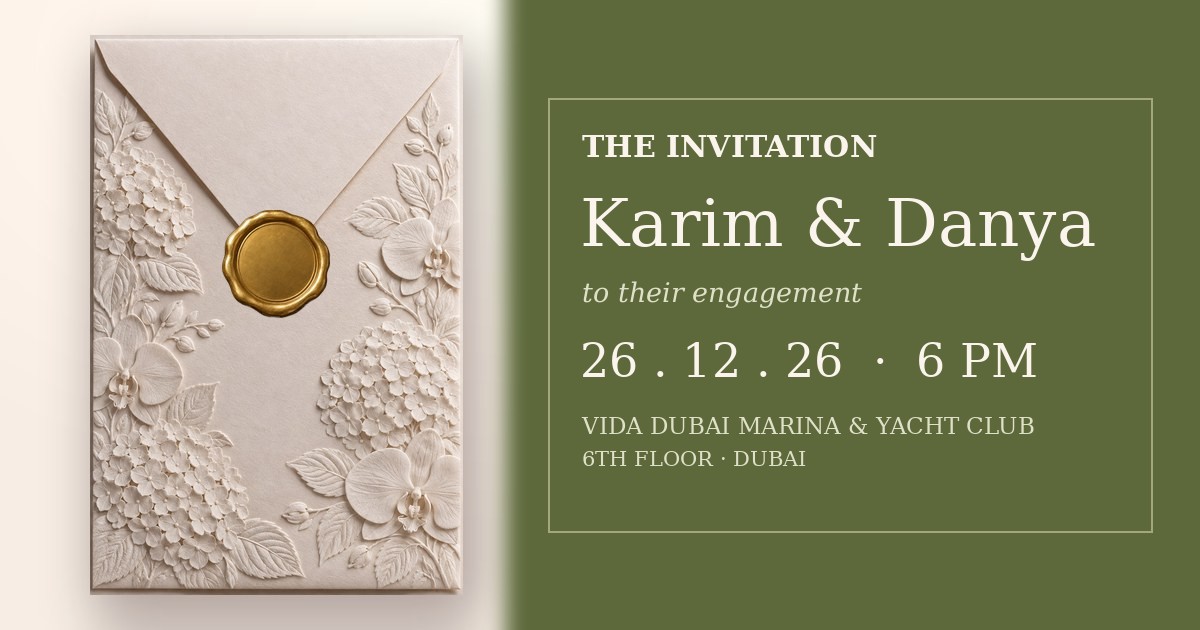 THE INVITATION
Karim & Danya
to their engagement
26 . 12 . 26 · 6 PM
VIDA DUBAI MARINA & YACHT CLUB
6TH FLOOR · DUBAI